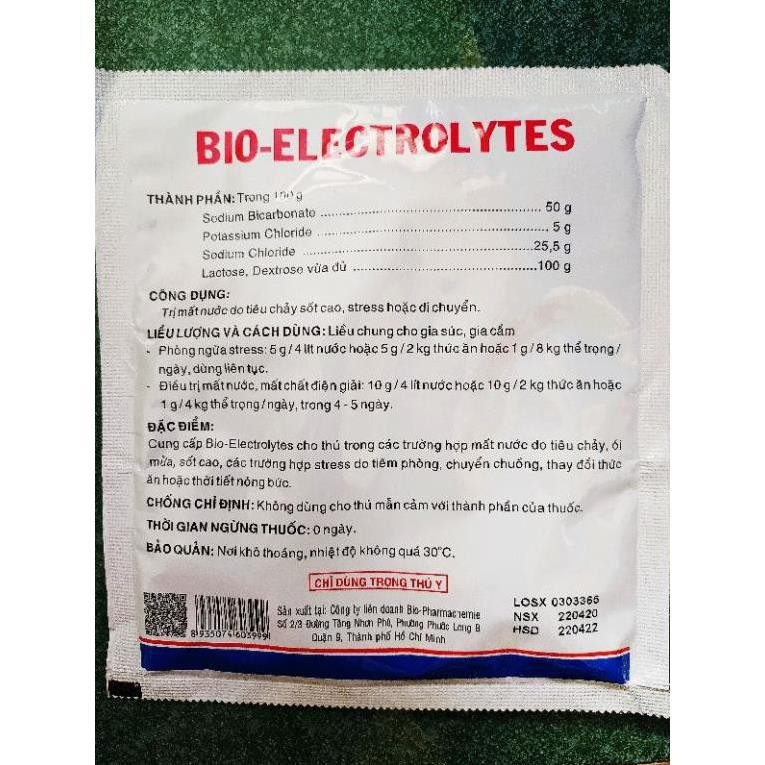 BIO-ELECTROLYTES
THÀNH PHẦN: Trong 100 g
Sodium Bicarbonate ........................................ 50 g
Potassium Chloride ........................................ 5 g
Sodium Chloride ........................................25,5 g
Lactose, Dextrose vừa đủ ........................................100 g
CÔNG DỤNG:
Trị mất nước do tiêu chảy sốt cao, stress hoặc di chuyển.
LIỀU LƯỢNG VÀ CÁCH DÙNG: Liều chung cho gia súc, gia cầm
- Phòng ngừa stress: 5 g / 4 lít nước hoặc 5 g / 2 kg thức ăn hoặc 1 g / 8 kg thể trọng /
ngày, dùng liên tục.
- Điều trị mất nước, mất chất điện giải: 10 g / 4 lít nước hoặc 10 g / 2 kg thức ăn hoặc
1 g / 4 kg thể trọng / ngày, trong 4 - 5 ngày.
ĐẶC ĐIỂM:
Cung cấp Bio-Electrolytes cho thú trong các trường hợp mất nước do tiêu chảy, ói
mửa, sốt cao, các trường hợp stress do tiêm phòng, chuyển chuồng, thay đổi thức
ăn hoặc thời tiết nóng bức.
CHỐNG CHỈ ĐỊNH: Không dùng cho thú mẫn cảm với thành phần của thuốc.
THỜI GIAN NGỪNG THUỐC: 0 ngày.
BẢO QUẢN: Nơi khô thoáng, nhiệt độ không quá 30°C.
CHỈ DÙNG TRONG THÚ Y
Sản xuất tại: Công ty liên doanh Bio-Pharmachemie
Số 2/3 Đường Tăng Nhơn Phú, Phường Phước Long B
Quận 9, Thành phố Hồ Chí Minh
8 935074 603999
LOSX 0303366
NSX 220420
HSD 220422